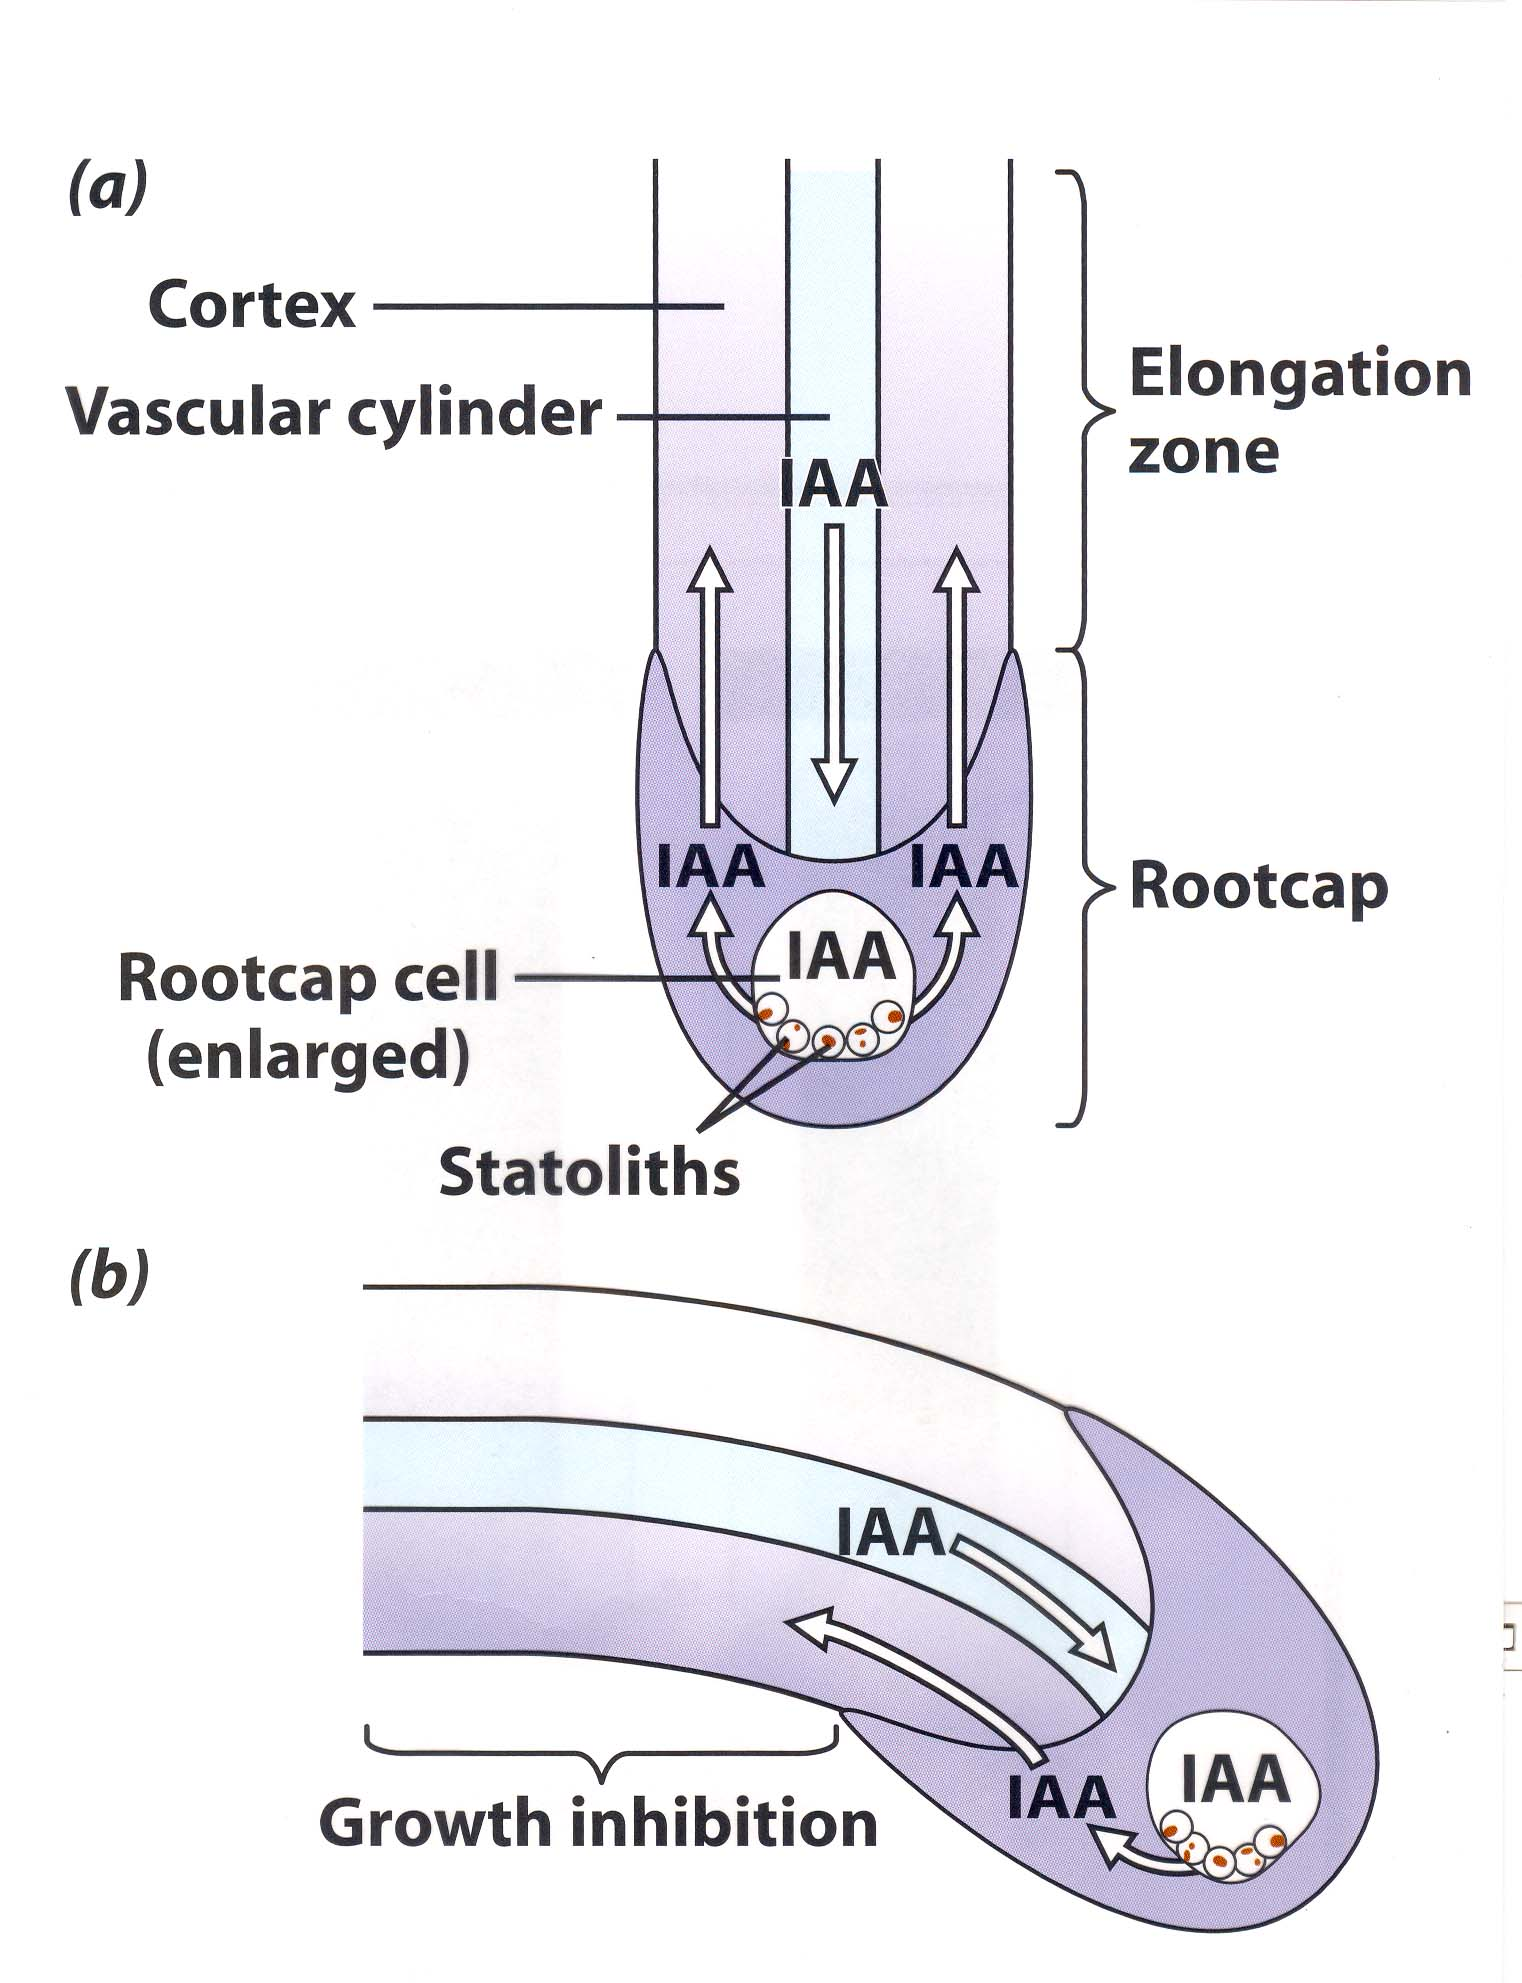 (a)
Cortex
Vascular cylinder
IAA
Elongation
zone
IAA
IAA
Rootcap
IAA
Rootcap cell
(enlarged)
Statoliths
(b)
IAA
IAA
IAA
Growth inhibition